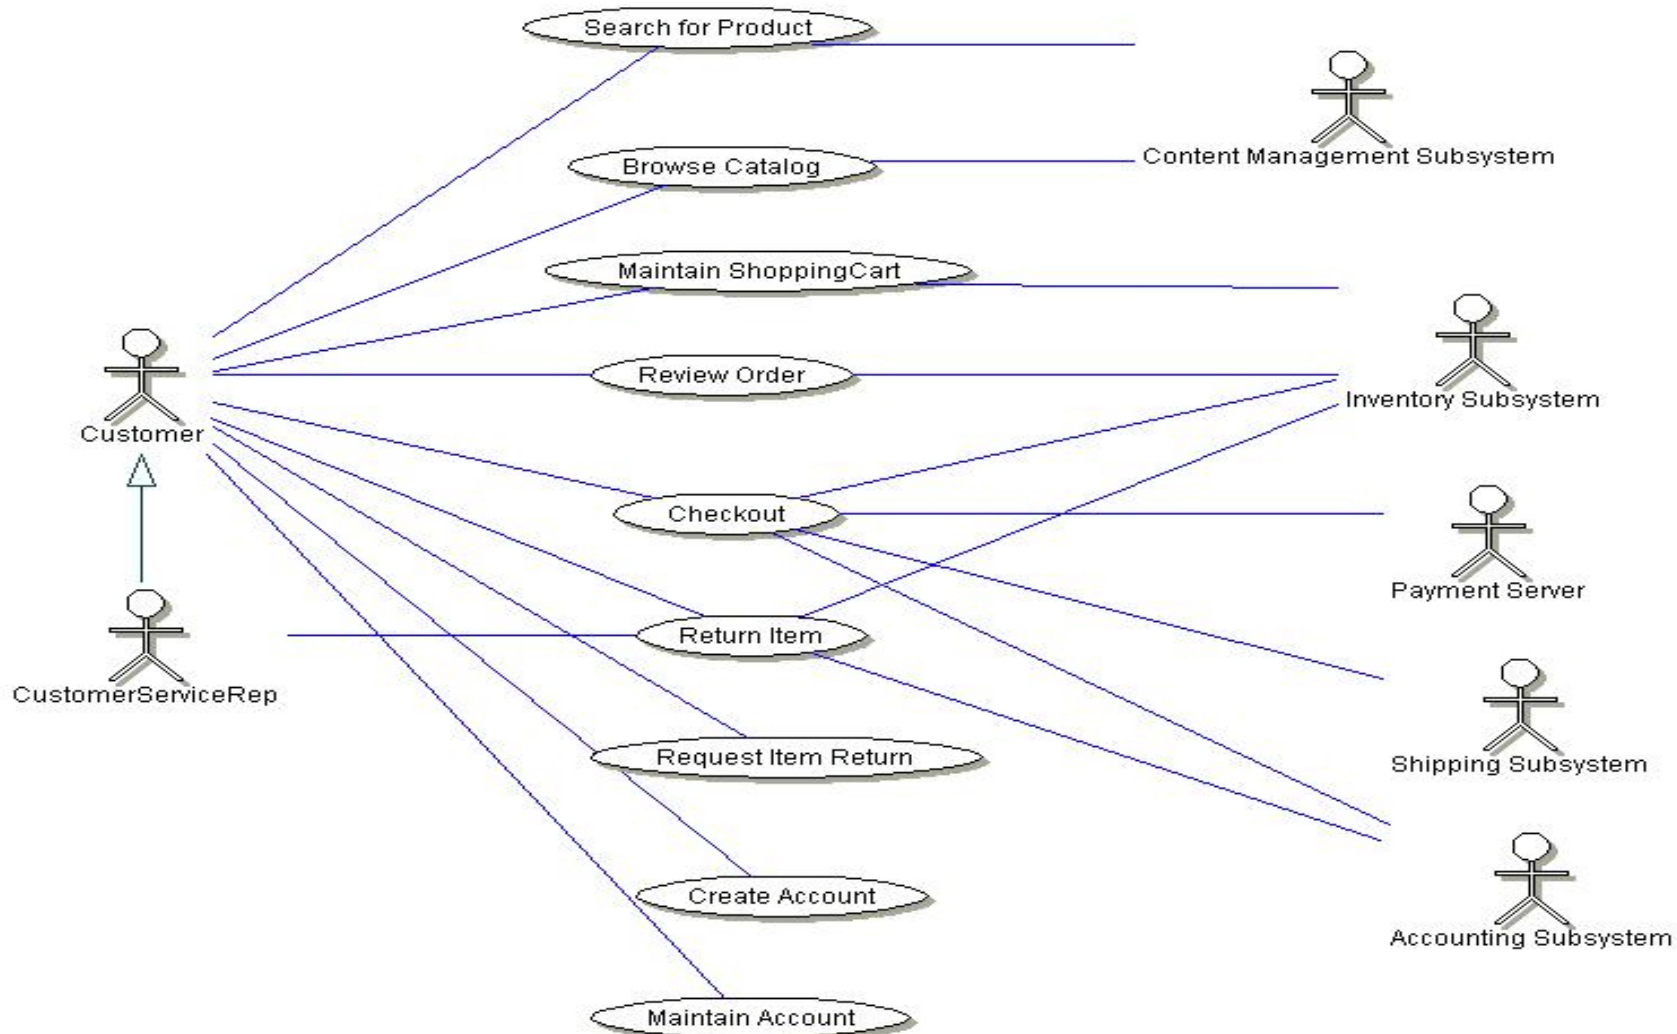 Search for Product
Content Management Subsystem
Browse Catalog
Maintain ShoppingCart
Review Order
Inventory Subsystem
Customer
Checkout
Payment Server
Return Item
CustomerServiceRep
Request Item Return
Shipping Subsystem
Create Account
Accounting Subsystem
Maintain Account